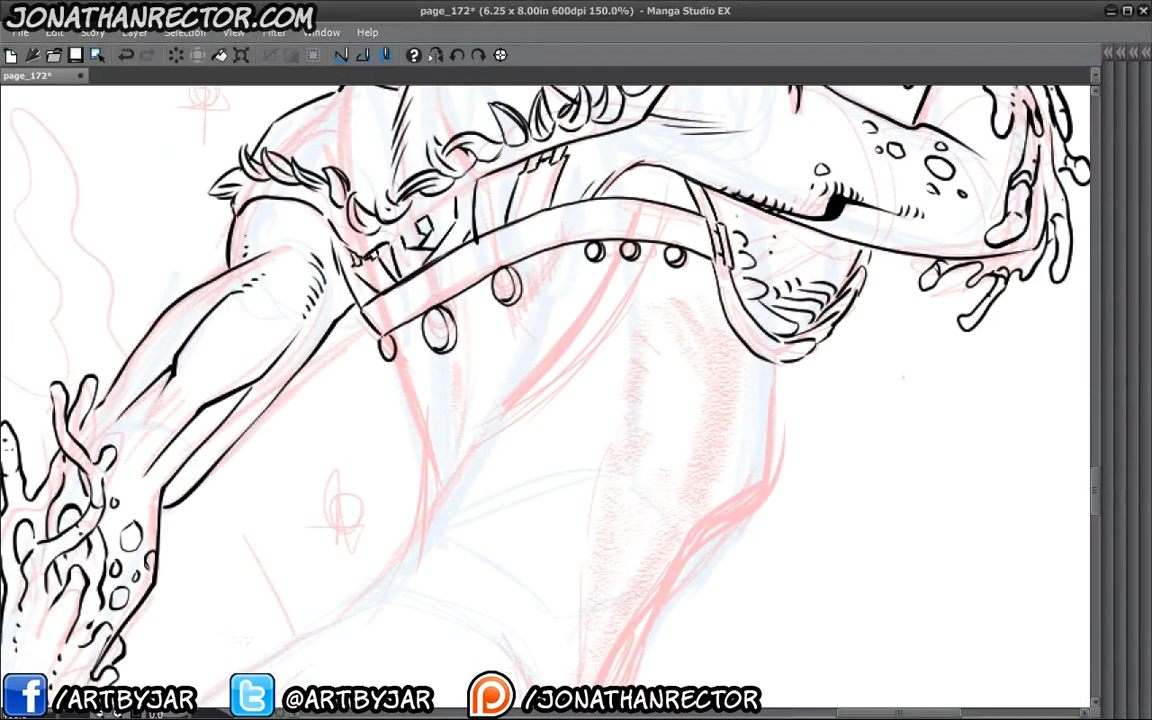 JONATHANRECTOR.COM
page_172* (6.25 x 8.00in 600dpi 150.0%) - Manga Studio EX
File Edit Story Layer Selection Filter Window Help
page_172*
/ARTBYJAR @ARTBYJAR /JONATHANRECTOR